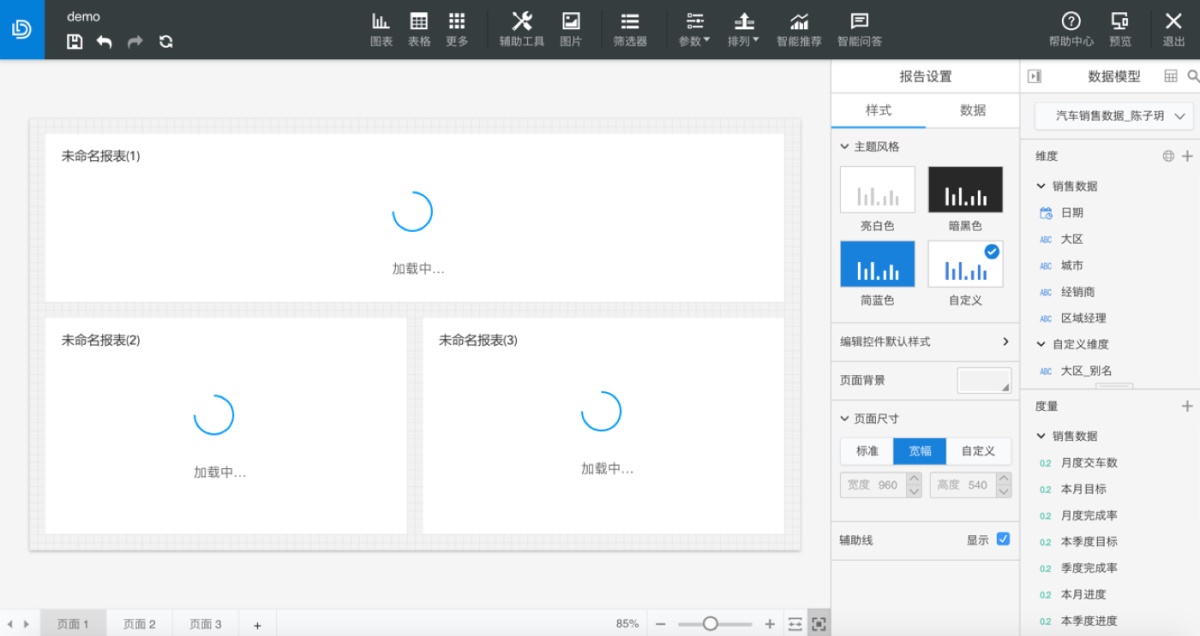 demo
图表
表格
更多
辅助工具
图片
筛选器
参数
排列
智能推荐
智能问答
帮助中心
预览
退出
未命名报表(1)
加载中...
未命名报表(2)
加载中...
未命名报表(3)
加载中...
页面 1
页面 2
页面 3
+
85%
报告设置
样式
数据
主题风格
亮白色
暗黑色
简蓝色
自定义
编辑控件默认样式
页面背景
页面尺寸
标准
宽幅
自定义
宽度 960
高度 540
辅助线
显示
数据模型
汽车销售数据_陈子玥
维度
销售数据
日期
ABC 大区
ABC 城市
ABC 经销商
ABC 区域经理
自定义维度
ABC 大区_别名
度量
销售数据
0.2 月度交车数
0.2 本月目标
0.2 月度完成率
0.2 本季度目标
0.2 季度完成率
0.2 本月进度
0.2 本季度进度